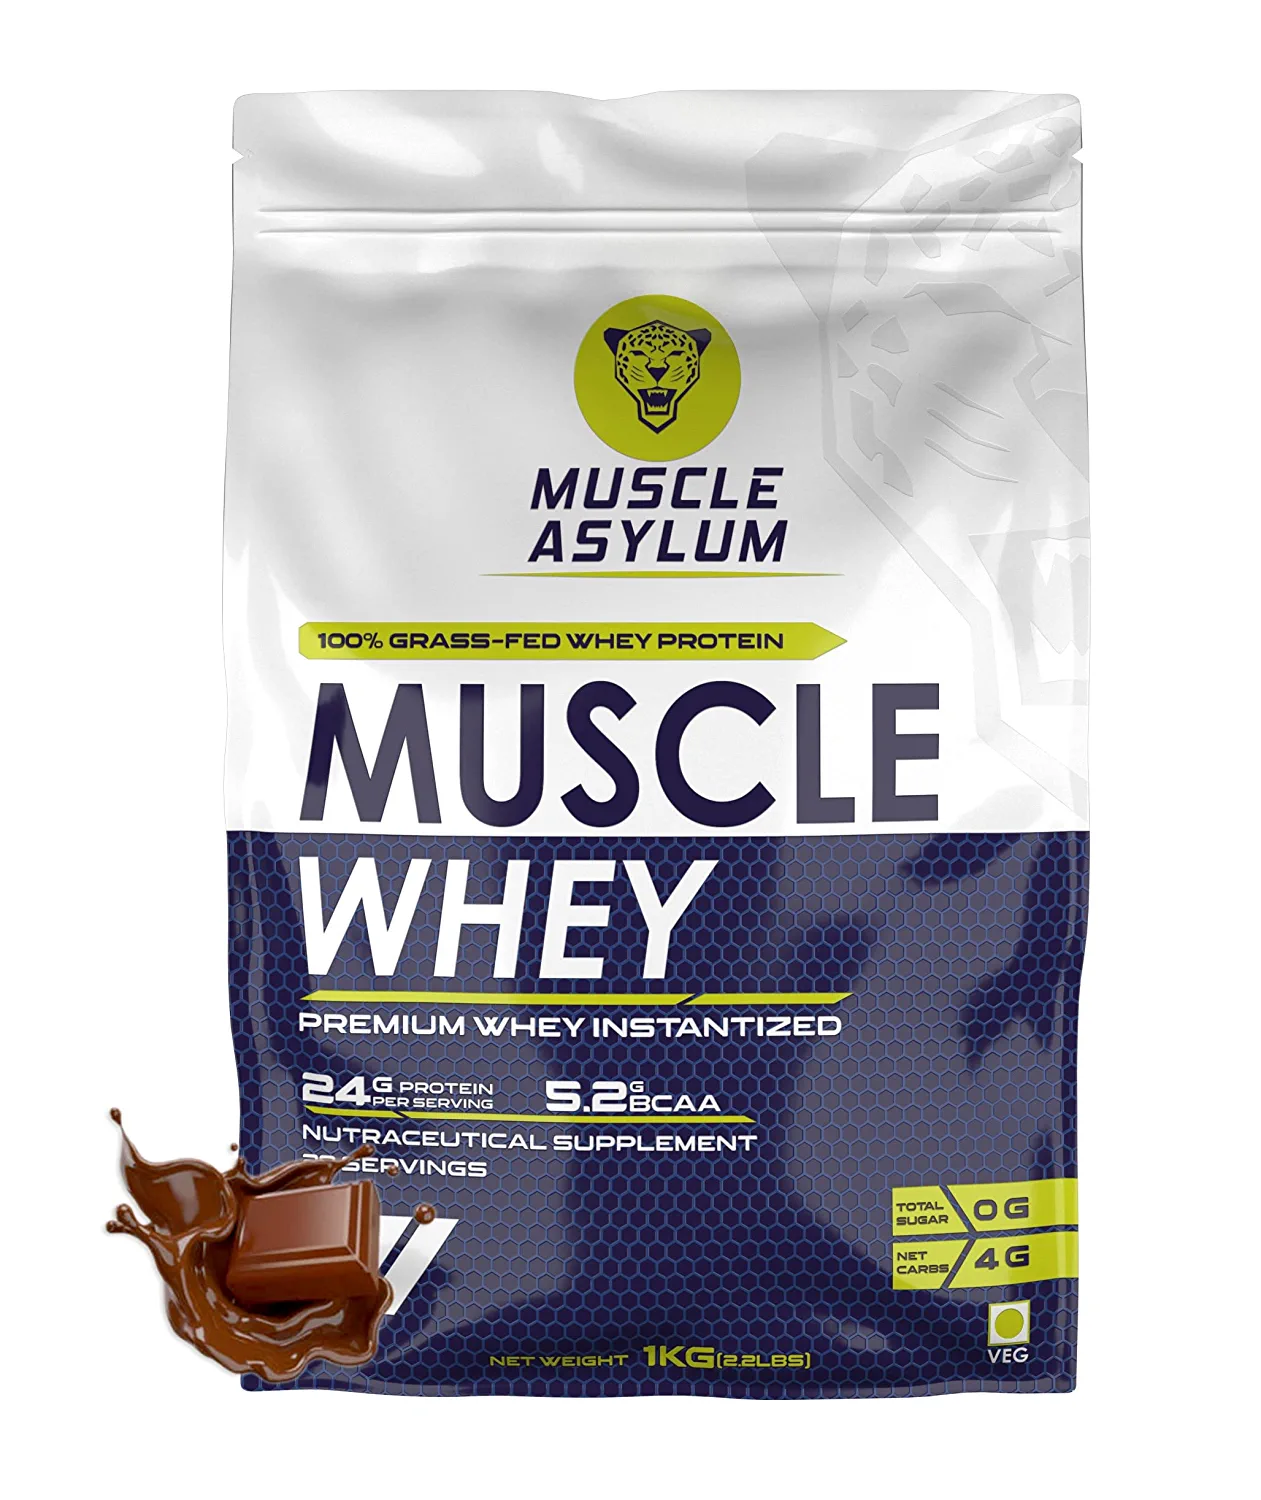 MUSCLE
ASYLUM
100% GRASS-FED WHEY PROTEIN
MUSCLE
WHEY
PREMIUM WHEY INSTANTIZED
24G PROTEIN PER SERVING 5.2G BCAA
NUTRACEUTICAL SUPPLEMENT
SERVINGS
TOTAL SUGAR 0G
NET CARBS 4G
VEG
NET WEIGHT 1KG(2.2LBS)